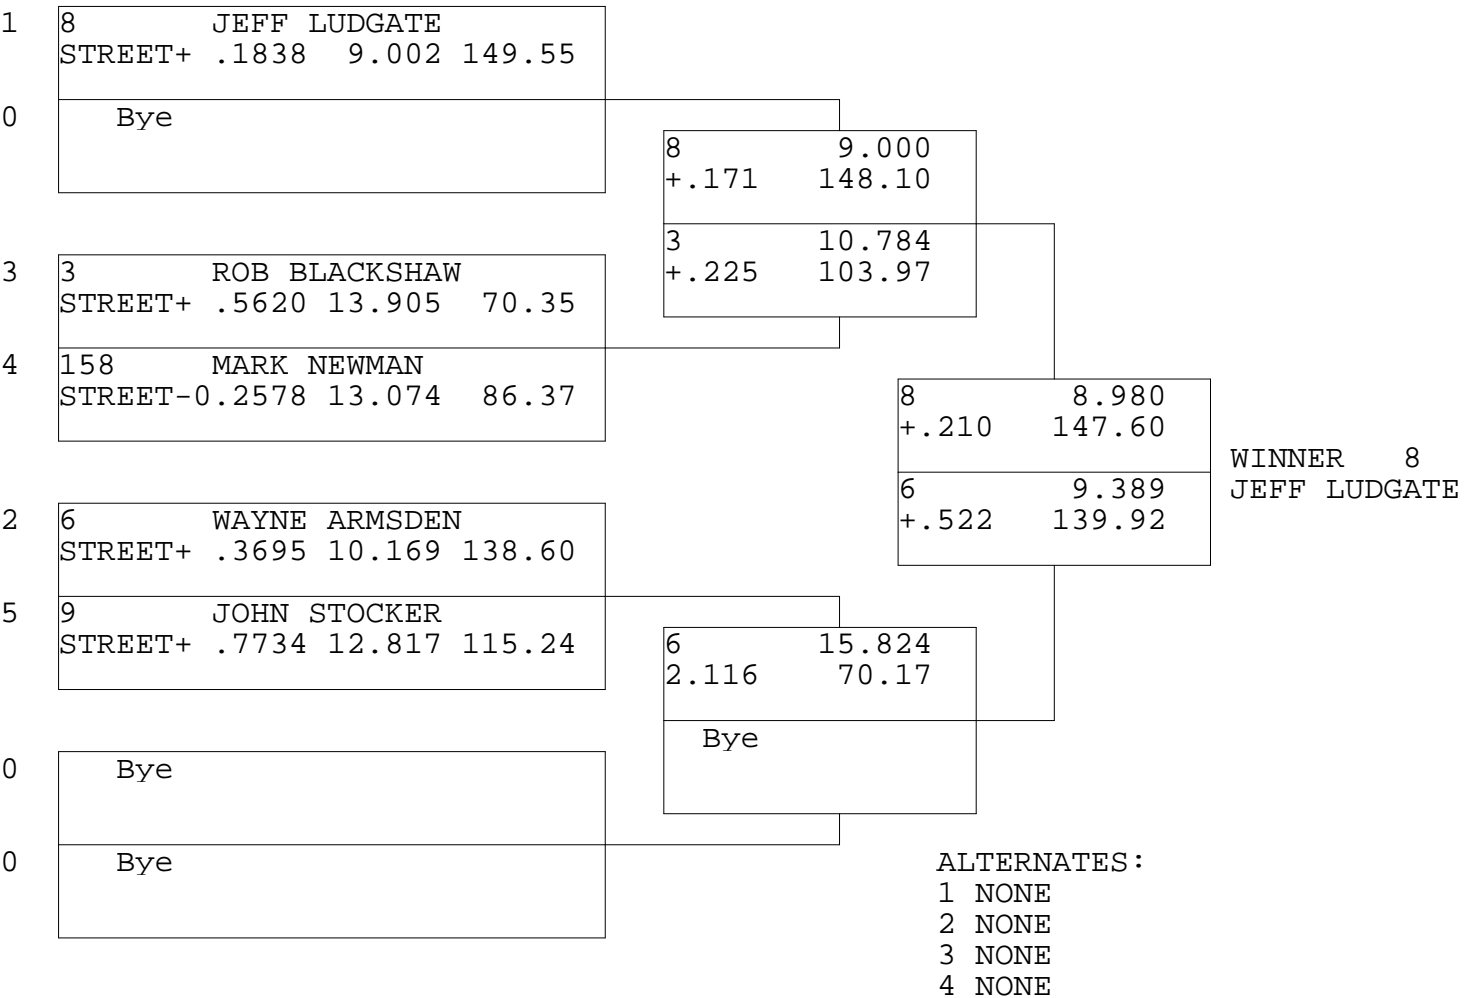 1 8 JEFF LUDGATE
STREET+ .1838 9.002 149.55
0 Bye
8 9.000
+.171 148.10
3 10.784
+.225 103.97
3 3 ROB BLACKSHAW
STREET+ .5620 13.905 70.35
4 158 MARK NEWMAN
STREET-0.2578 13.074 86.37
8 8.980
+.210 147.60
6 9.389
+.522 139.92
WINNER 8
JEFF LUDGATE
2 6 WAYNE ARMSDEN
STREET+ .3695 10.169 138.60
5 9 JOHN STOCKER
STREET+ .7734 12.817 115.24
6 15.824
2.116 70.17
Bye
0 Bye
0 Bye
ALTERNATES:
1 NONE
2 NONE
3 NONE
4 NONE